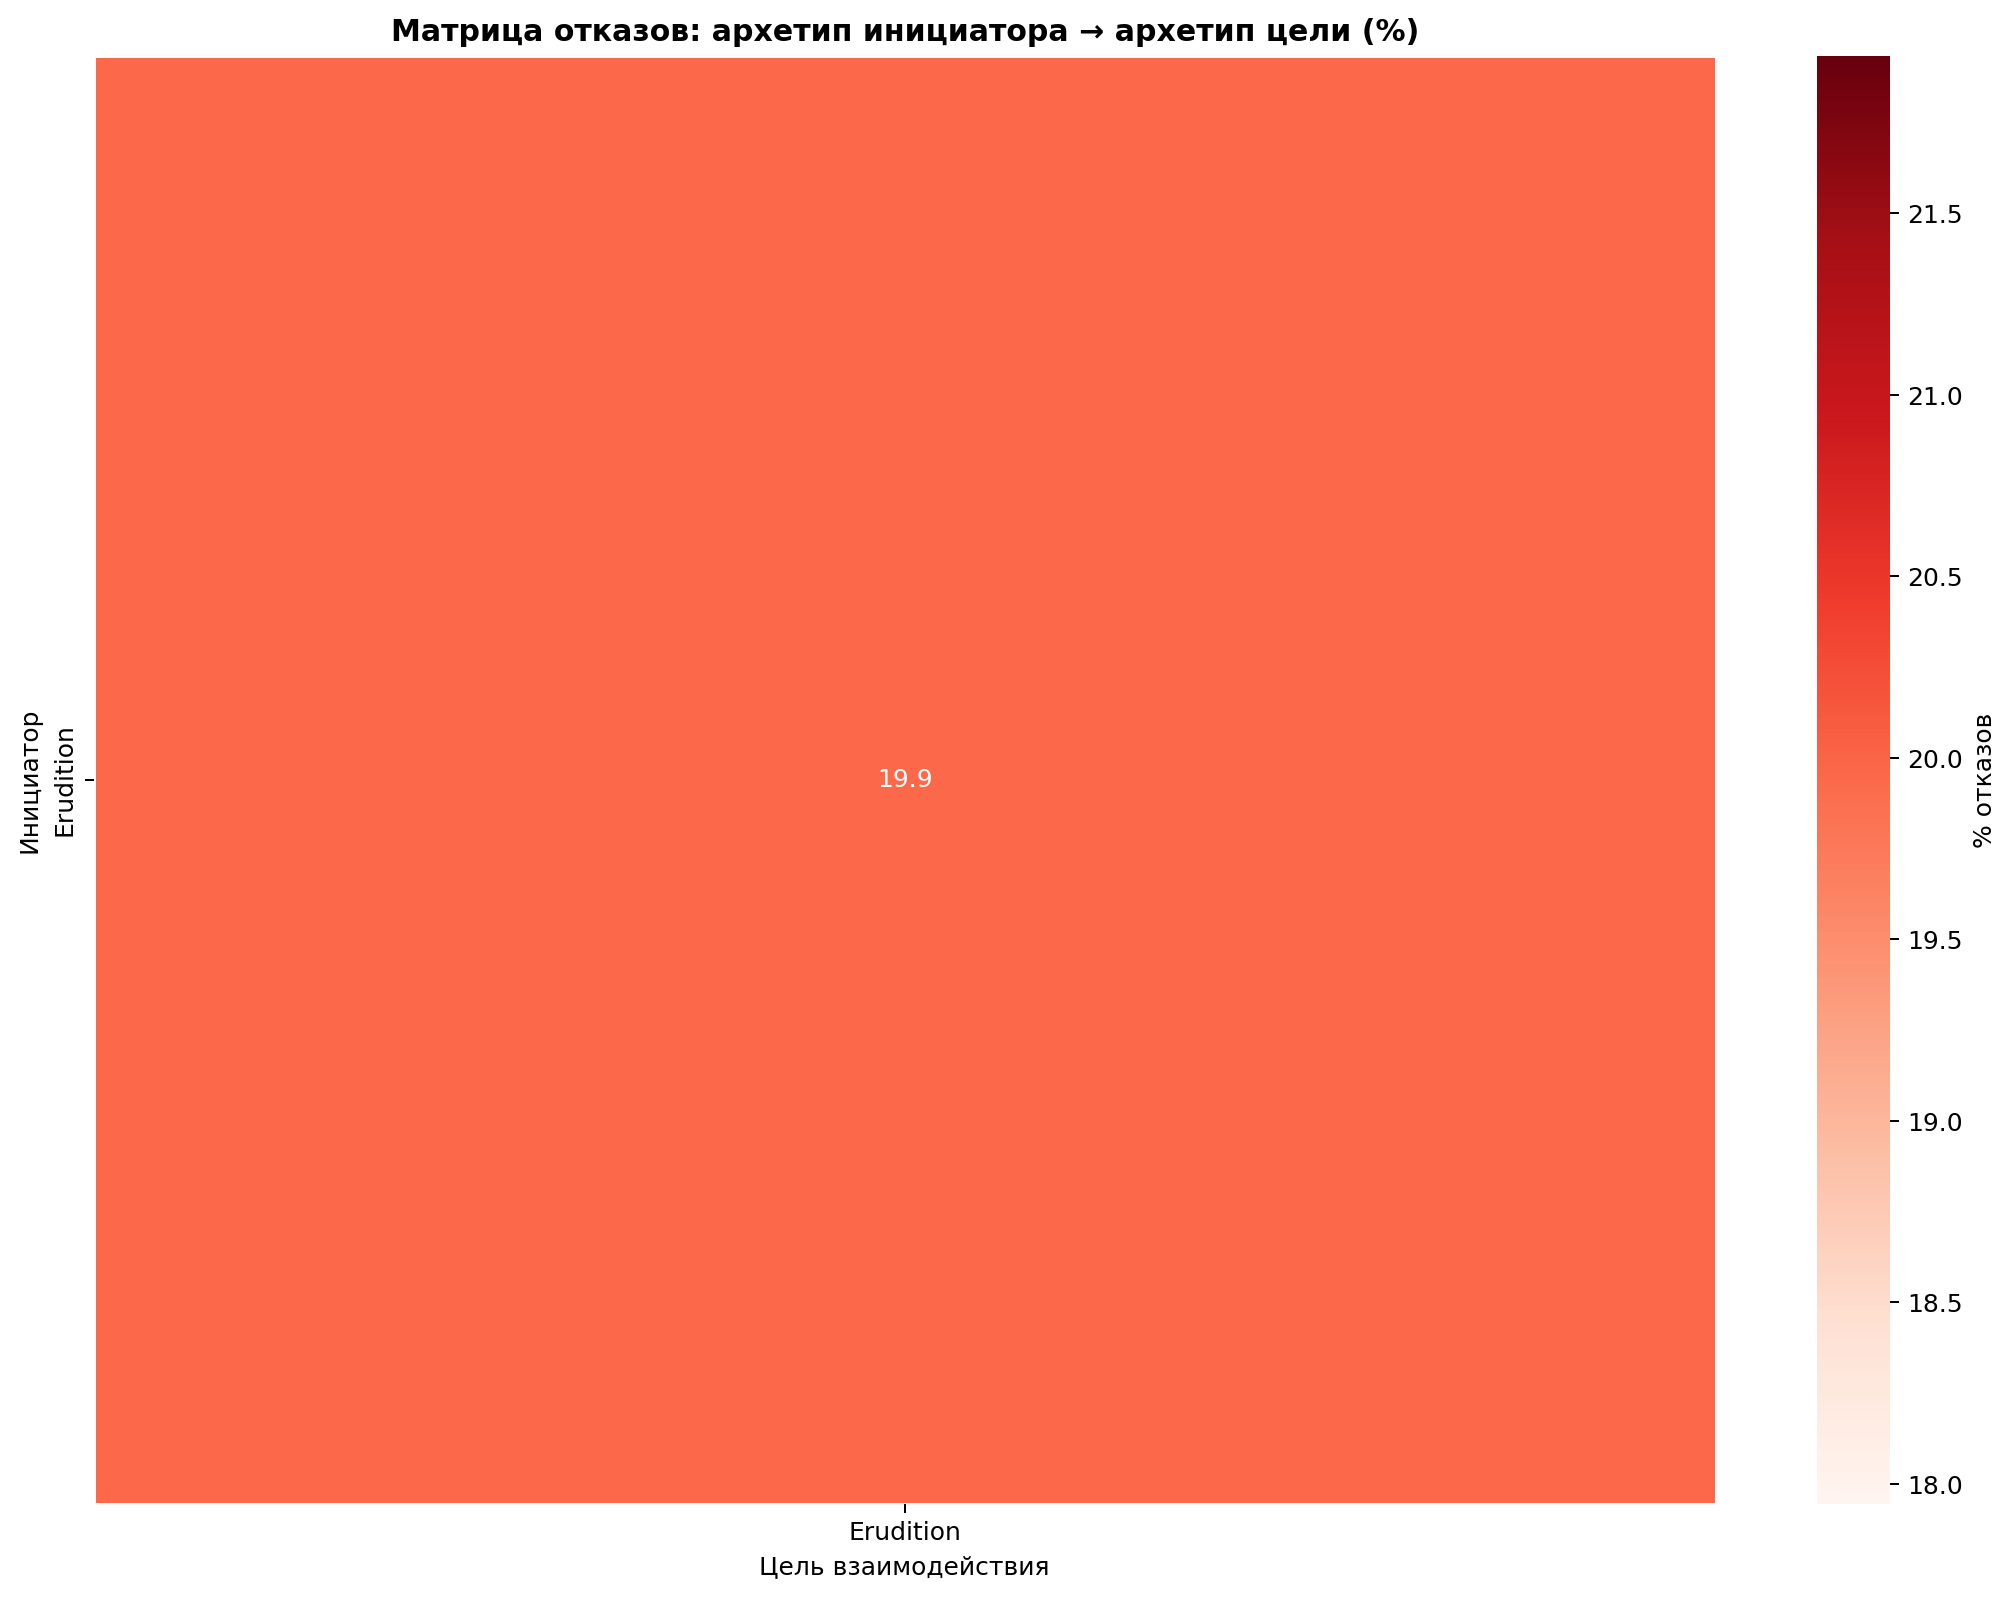 Матрица отказов: архетип инициатора → архетип цели (%)
Инициатор
Erudition
19.9
Erudition
Цель взаимодействия
21.5
21.0
20.5
20.0
19.5
19.0
18.5
18.0
% отказов